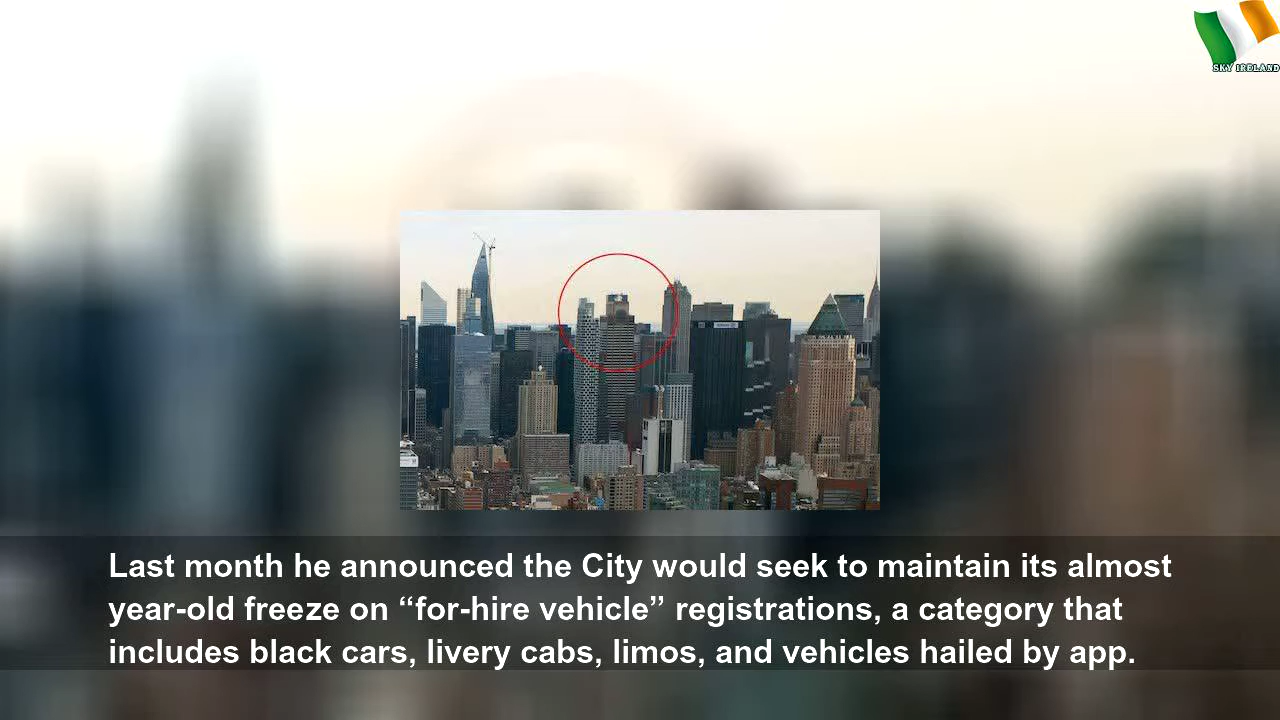 SKY IRELAND
Last month he announced the City would seek to maintain its almost
year-old freeze on “for-hire vehicle” registrations, a category that
includes black cars, livery cabs, limos, and vehicles hailed by app.